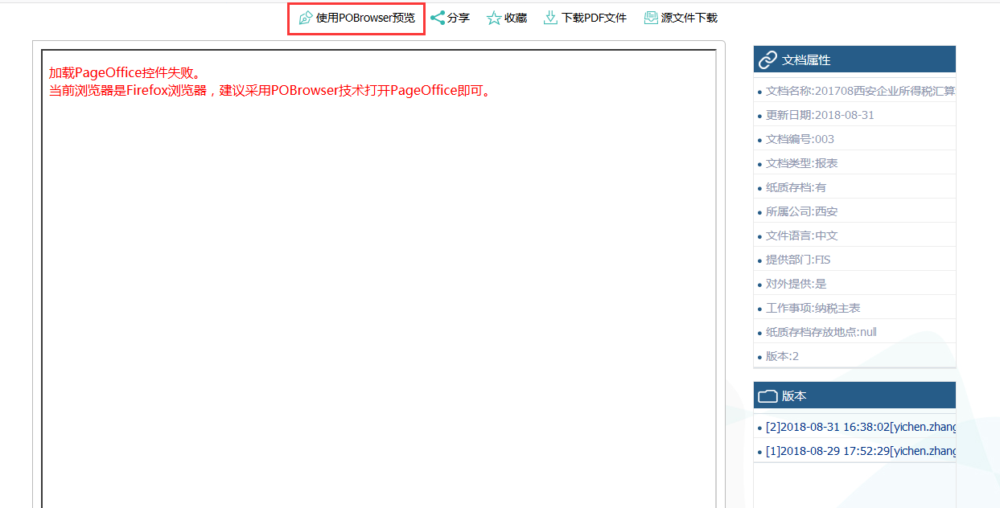 使用POBrowser预览 分享 收藏 下载PDF文件 源文件下载
加载PageOffice控件失败。
当前浏览器是Firefox浏览器，建议采用POBrowser技术打开PageOffice即可。
文档属性
文档名称:201708西安企业所得税汇算
更新日期:2018-08-31
文档编号:003
文档类型:报表
纸质存档:有
所属公司:西安
文件语言:中文
提供部门:FIS
对外提供:是
工作事项:纳税主表
纸质存档存放地点:null
版本:2
版本
[2]2018-08-31 16:38:02[yichen.zhang
[1]2018-08-29 17:52:29[yichen.zhang